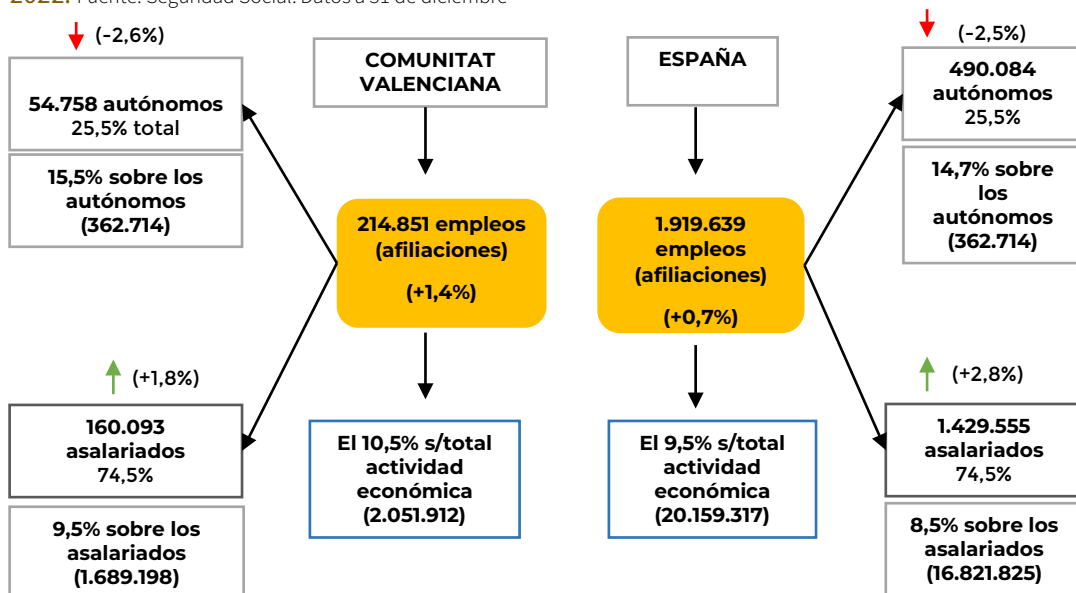 2022. Fuente: Seguridad Social. Datos a 31 de diciembre
(-2,6%)
54.758 autónomos
25,5% total
15,5% sobre los
autónomos
(362.714)
COMUNITAT
VALENCIANA
214.851 empleos
(afiliaciones)
(+1,4%)
(+1,8%)
160.093
asalariados
74,5%
9,5% sobre los
asalariados
(1.689.198)
El 10,5% s/total
actividad
económica
(2.051.912)
ESPAÑA
1.919.639
empleos
(afiliaciones)
(+0,7%)
El 9,5% s/total
actividad
económica
(20.159.317)
(-2,5%)
490.084
autónomos
25,5%
14,7% sobre
los
autónomos
(362.714)
(+2,8%)
1.429.555
asalariados
74,5%
8,5% sobre los
asalariados
(16.821.825)